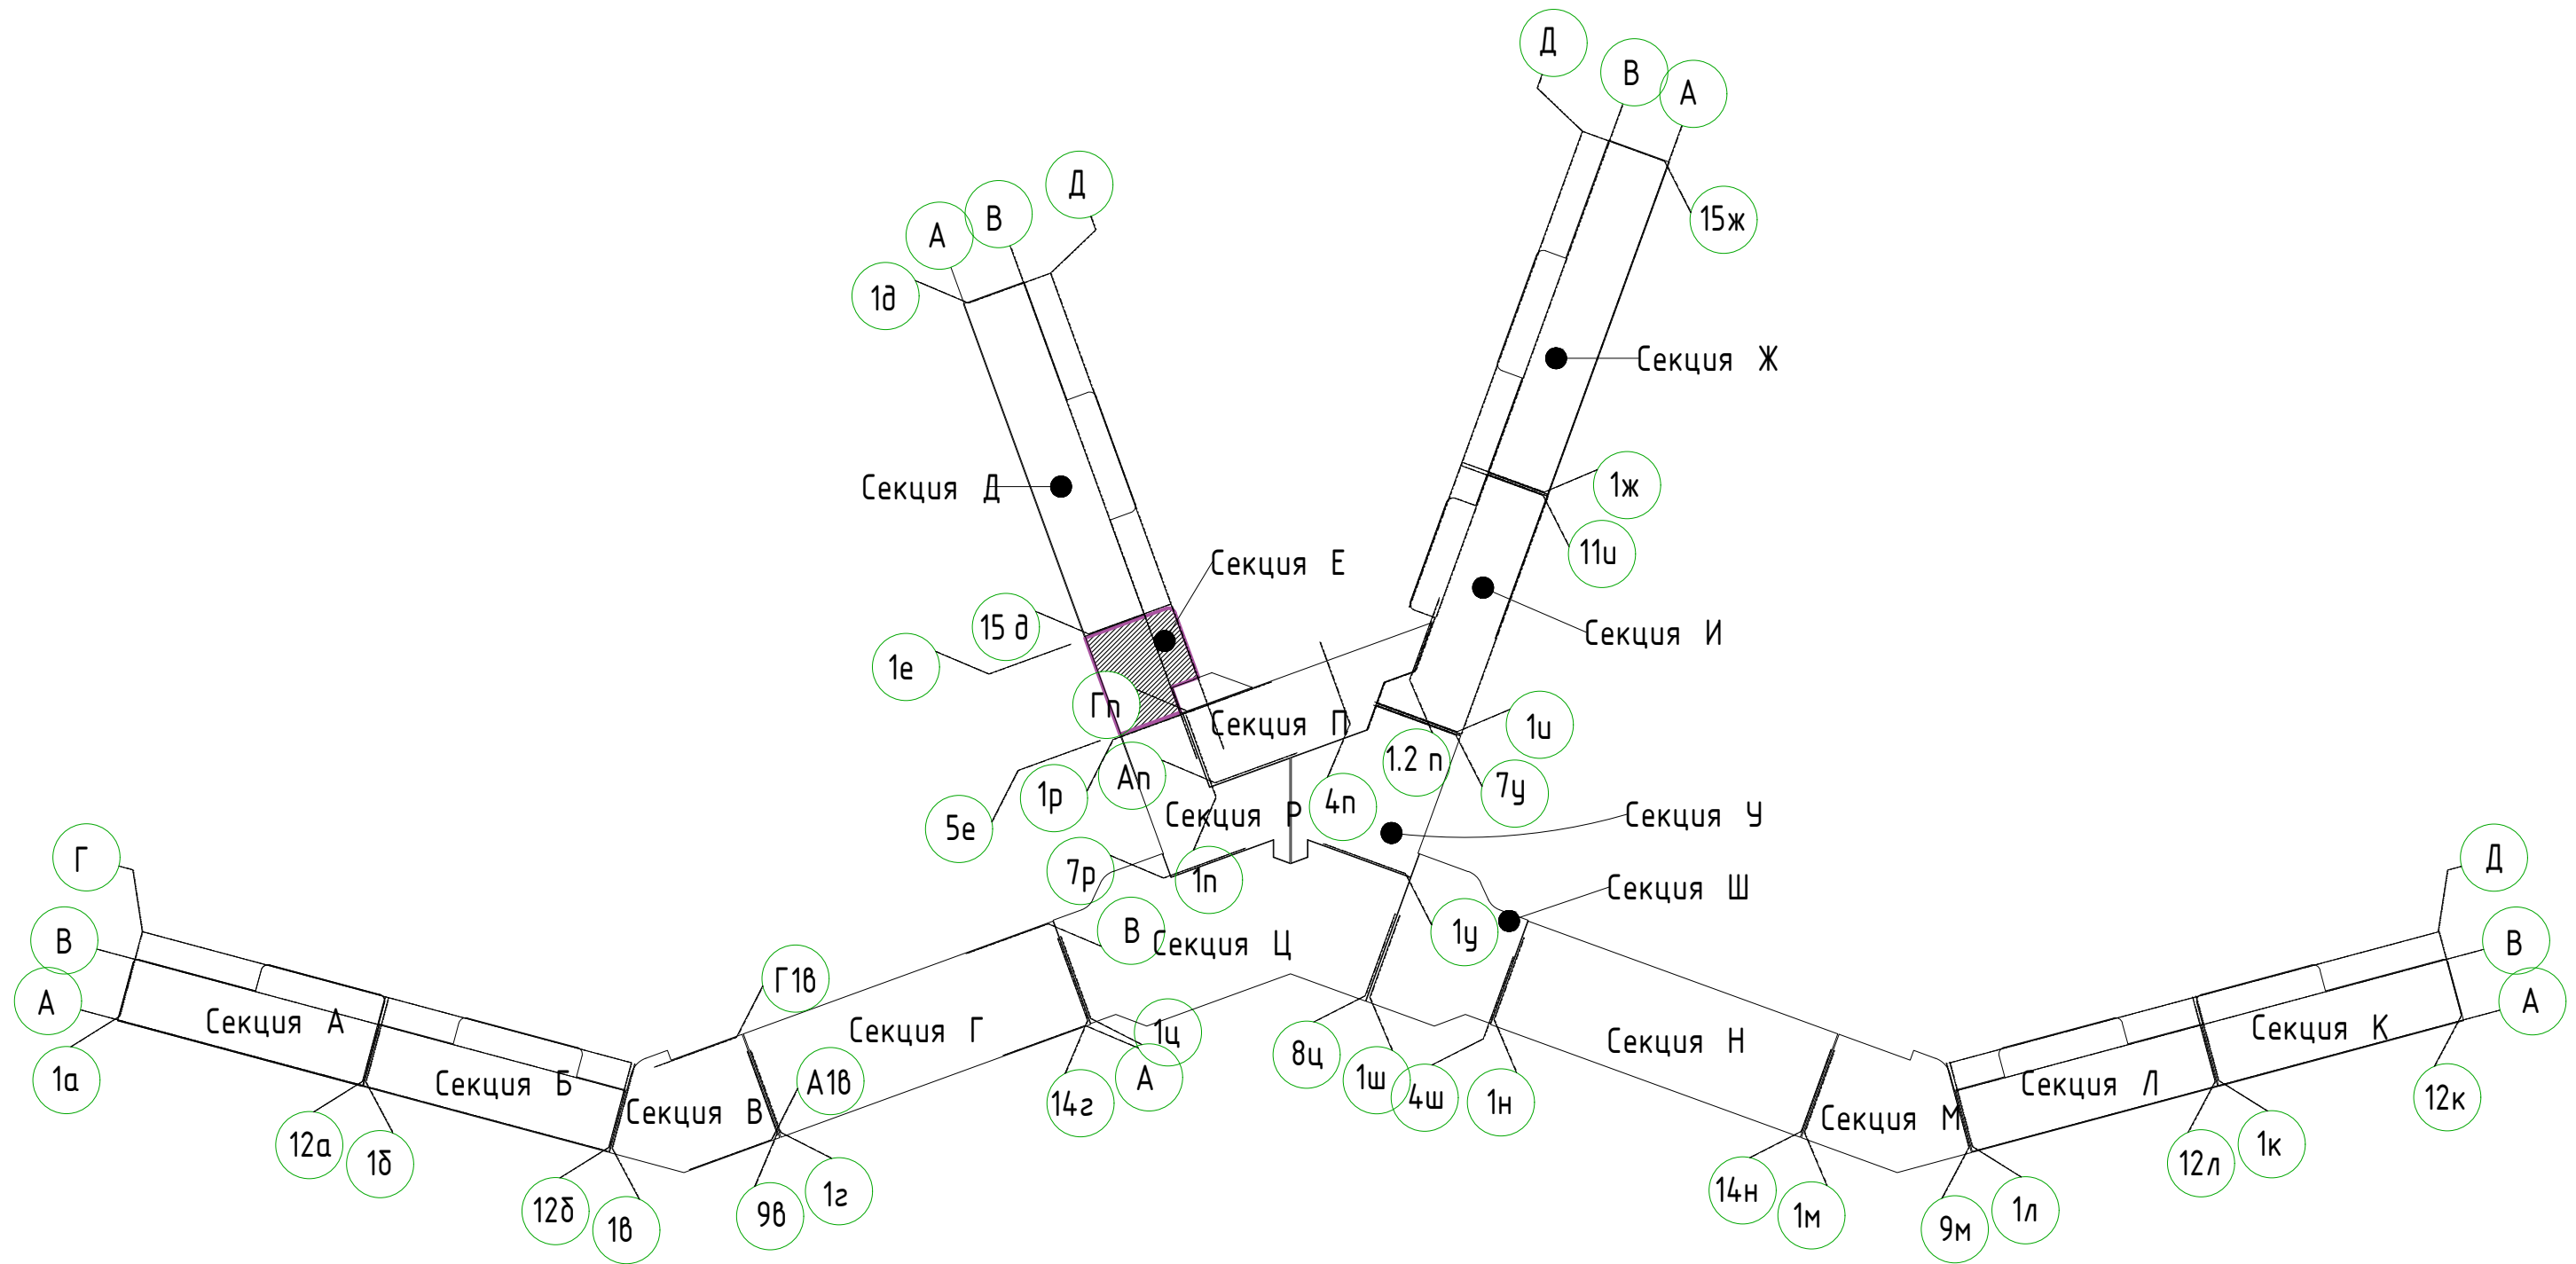 Д
В
А
Д
В
А
15ж
1д
Секция Ж
Секция Д
1ж
11и
Секция Е
15 д
Секция И
1е
Гп
Секция П
1и
1.2 п
Ап
7у
1р
4п
Секция Р
Секция У
5е
Г
Д
7р
1п
Секция Ш
В
В
1у
В
Секция Ц
Г1в
А
А
Секция А
Секция Г
1ц
Секция Н
Секция К
8ц
1а
Секция Б
А1в
А
1ш
Секция Л
4ш
1н
14г
12к
Секция В
Секция М
12а
1б
1к
12л
1г
14н
12б
1в
9в
1м
1л
9м